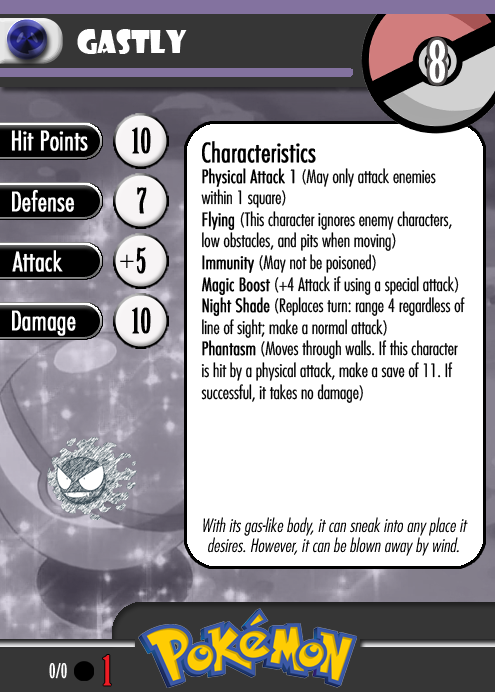 GASTLY
8
Hit Points 10
Defense 7
Attack +5
Damage 10
Characteristics
Physical Attack 1 (May only attack enemies
within 1 square)
Flying (This character ignores enemy characters,
low obstacles, and pits when moving)
Immunity (May not be poisoned)
Magic Boost (+4 Attack if using a special attack)
Night Shade (Replaces turn: range 4 regardless of
line of sight; make a normal attack)
Phantasm (Moves through walls. If this character
is hit by a physical attack, make a save of 11. If
successful, it takes no damage)
With its gas-like body, it can sneak into any place it
desires. However, it can be blown away by wind.
0/0 1
POKéMON